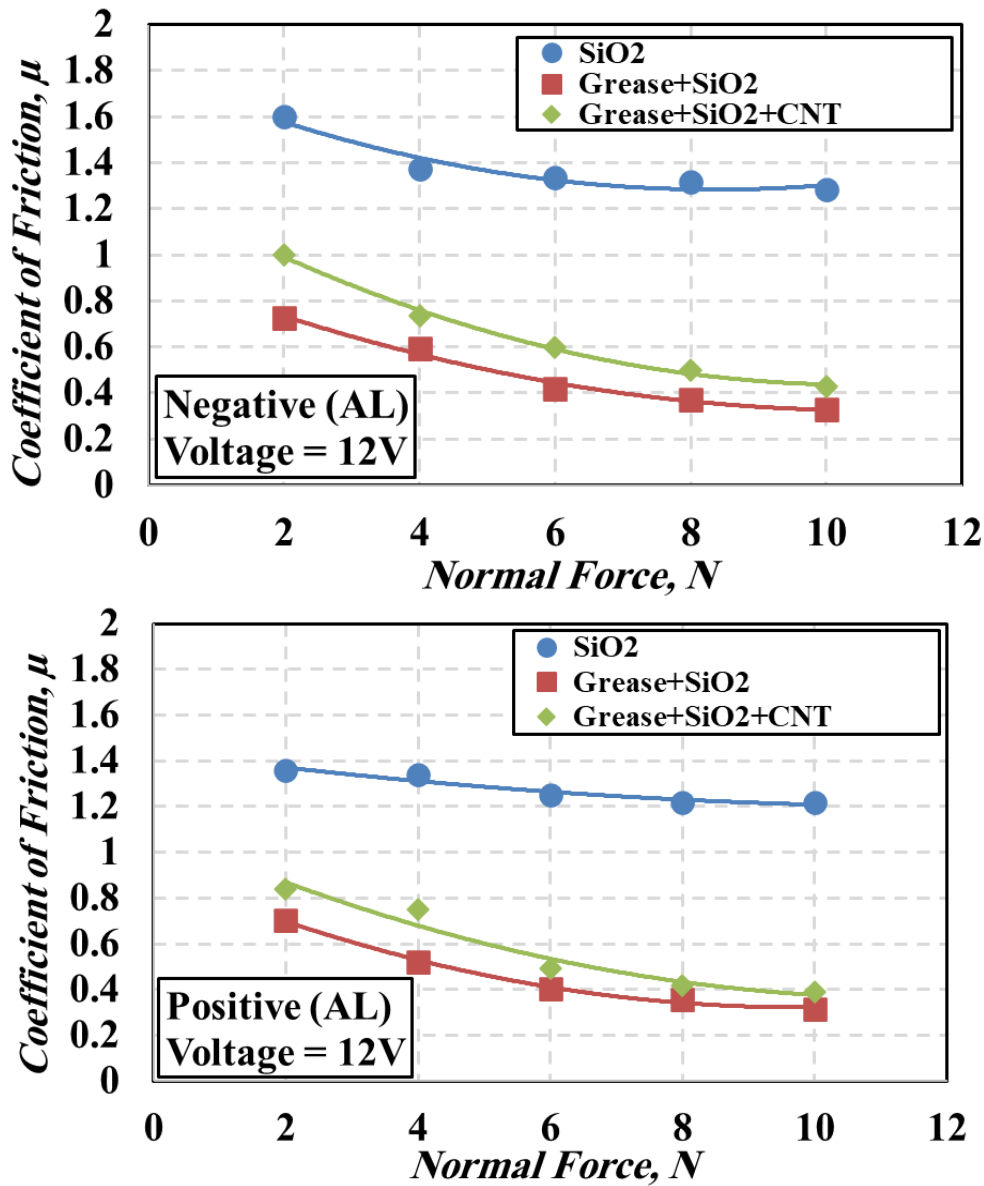 2
1.8
1.6
1.4
1.2
1
0.8
0.6
0.4
0.2
0
Coefficient of Friction, μ
SiO2
Grease+SiO2
Grease+SiO2+CNT
Negative (AL)
Voltage = 12V
0 2 4 6 8 10 12
Normal Force, N
2
1.8
1.6
1.4
1.2
1
0.8
0.6
0.4
0.2
0
Coefficient of Friction, μ
SiO2
Grease+SiO2
Grease+SiO2+CNT
Positive (AL)
Voltage = 12V
0 2 4 6 8 10 12
Normal Force, N